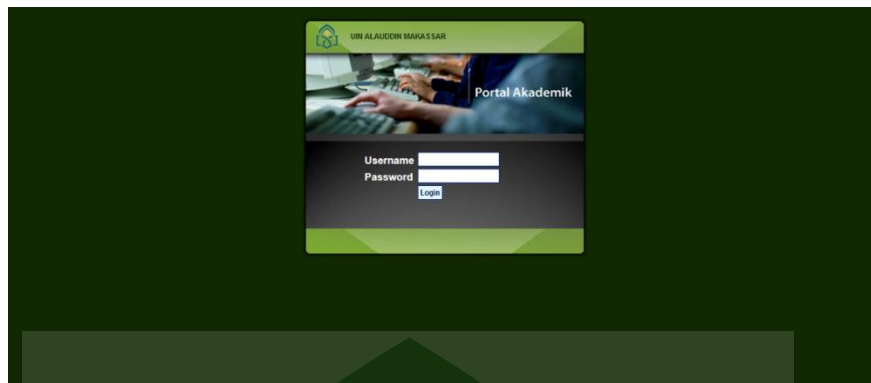 UIN ALAUDDIN MAKASSAR
Portal Akademik
Username
Password
Login